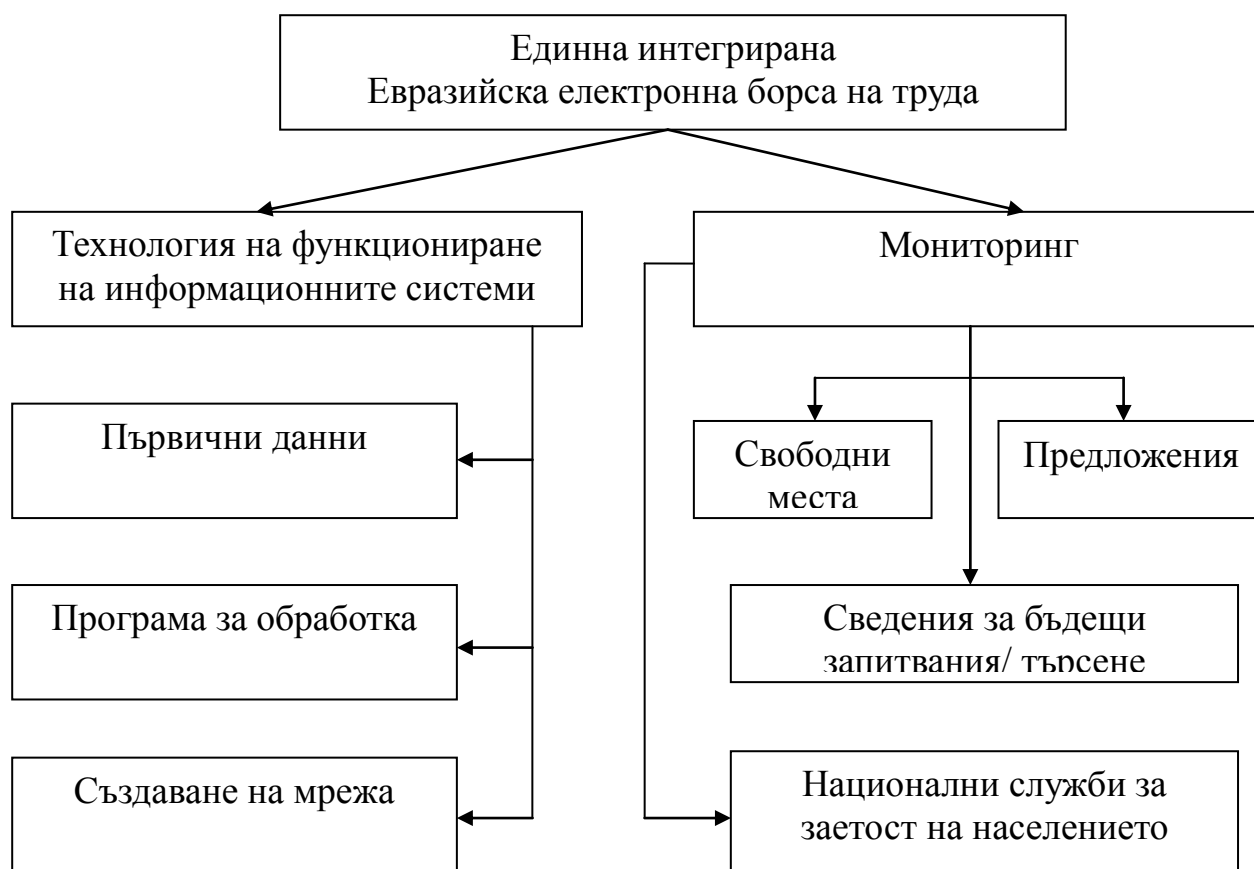 Единна интегрирана
Евразийска електронна борса на труда
Технология на функциониране
на информационните системи
Мониторинг
Първични данни
Свободни
места
Предложения
Програма за обработка
Сведения за бъдещи
запитвания/ търсене
Създаване на мрежа
Национални служби за
заетост на населението